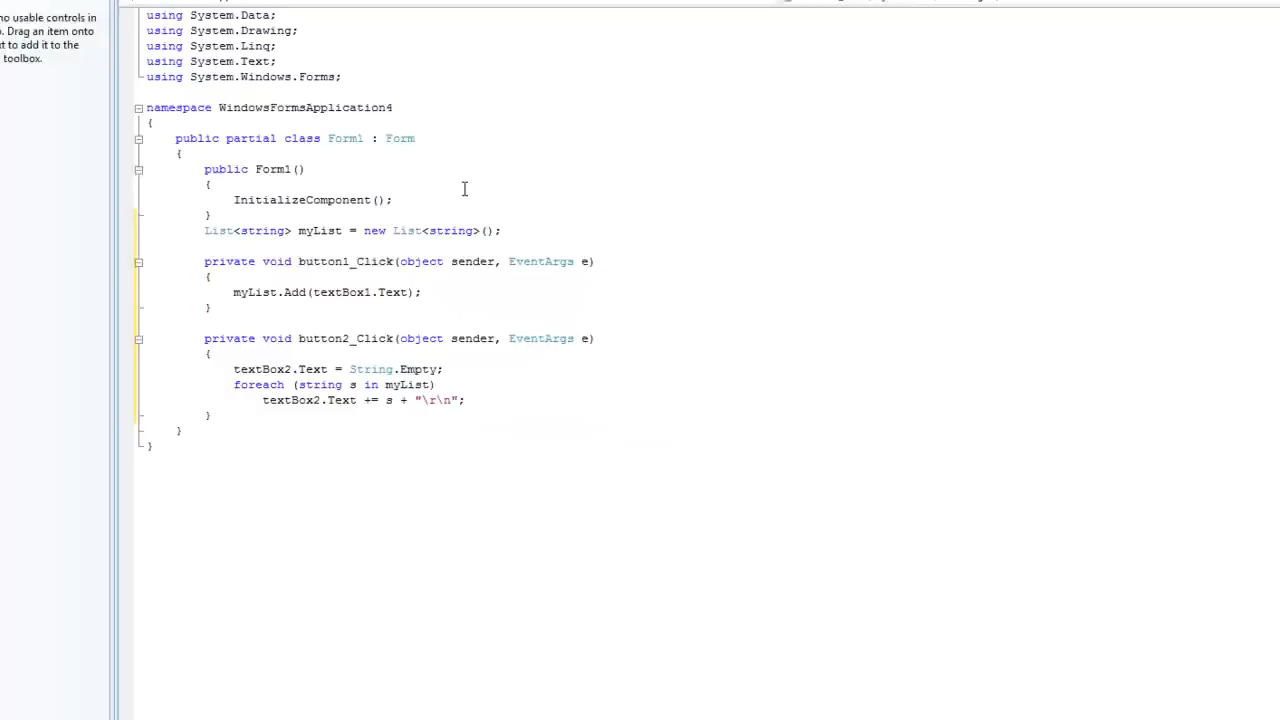 no usable controls in
. Drag an item onto
t to add it to the
toolbox.
using System.Data;
using System.Drawing;
using System.Linq;
using System.Text;
using System.Windows.Forms;
namespace WindowsFormsApplication4
{
public partial class Form1 : Form
{
public Form1()
{
InitializeComponent();
}
List<string> myList = new List<string>();
private void button1_Click(object sender, EventArgs e)
{
myList.Add(textBox1.Text);
}
private void button2_Click(object sender, EventArgs e)
{
textBox2.Text = String.Empty;
foreach (string s in myList)
textBox2.Text += s + "\r\n";
}
}
}